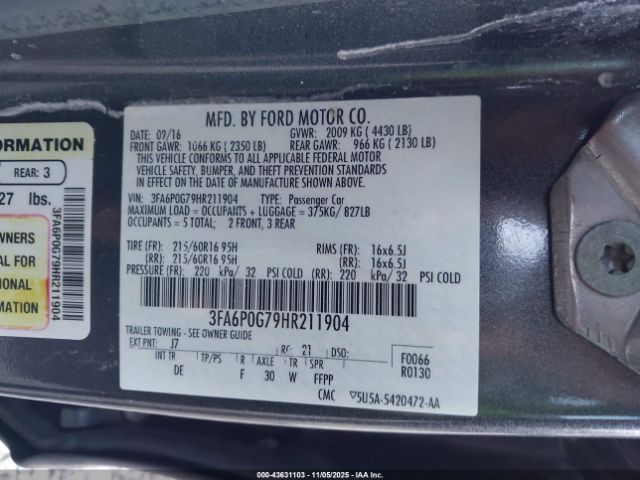 MFD. BY FORD MOTOR CO.
09/16 GVWR: 2009 KG ( 4430 LB)
FRONT GAWR: 1066 KG ( 2350 LB) REAR GAWR: 966 KG ( 2130 LB)
THIS VEHICLE CONFORMS TO ALL APPLICABLE FEDERAL MOTOR
VEHICLE SAFETY, BUMPER, AND THEFT PREVENTION STANDARDS
IN EFFECT ON THE DATE OF MANUFACTURE SHOWN ABOVE.
VIN: 3FA6P0G79HR211904 TYPE: Passenger Car
MAXIMUM LOAD = OCCUPANTS + LUGGAGE = 375KG/ 827LB
OCCUPANTS = 5 TOTAL; 2 FRONT, 3 REAR
TIRE (FR): 215/60R16 95H RIMS (FR): 16x6.5J
(RR): 215/60R16 95H (RR): 16x6.5J
PRESSURE (FR): 220 kPa/ 32 PSI COLD (RR): 220 kPa/ 32 PSI COLD
3FA6P0G79HR211904
TRAILER TOWING - SEE OWNER GUIDE
EXT PNT: J7 RC: 21 DSO:
INT TR TP/PS R AXLE TR SPR
DE F 30 W FFPP
F0066
R0130
CMC ▽5U5A-5420472-AA
ORMATION
REAR: 3
27 lbs.
WNERS
AL FOR
IONAL
TION
3FA6P0G79HR211904
000-43631103 - 11/05/2025 - IAAI.COM